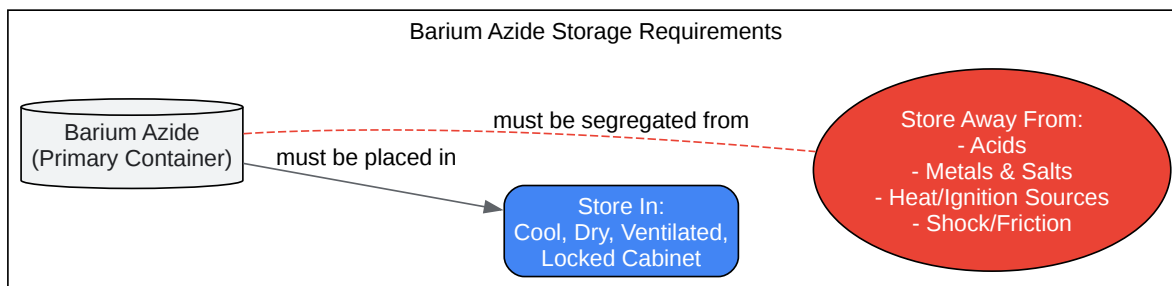 Barium Azide Storage Requirements
Barium Azide
(Primary Container)
must be segregated from
must be placed in
Store Away From:
- Acids
- Metals & Salts
- Heat/Ignition Sources
- Shock/Friction
Store In:
Cool, Dry, Ventilated,
Locked Cabinet